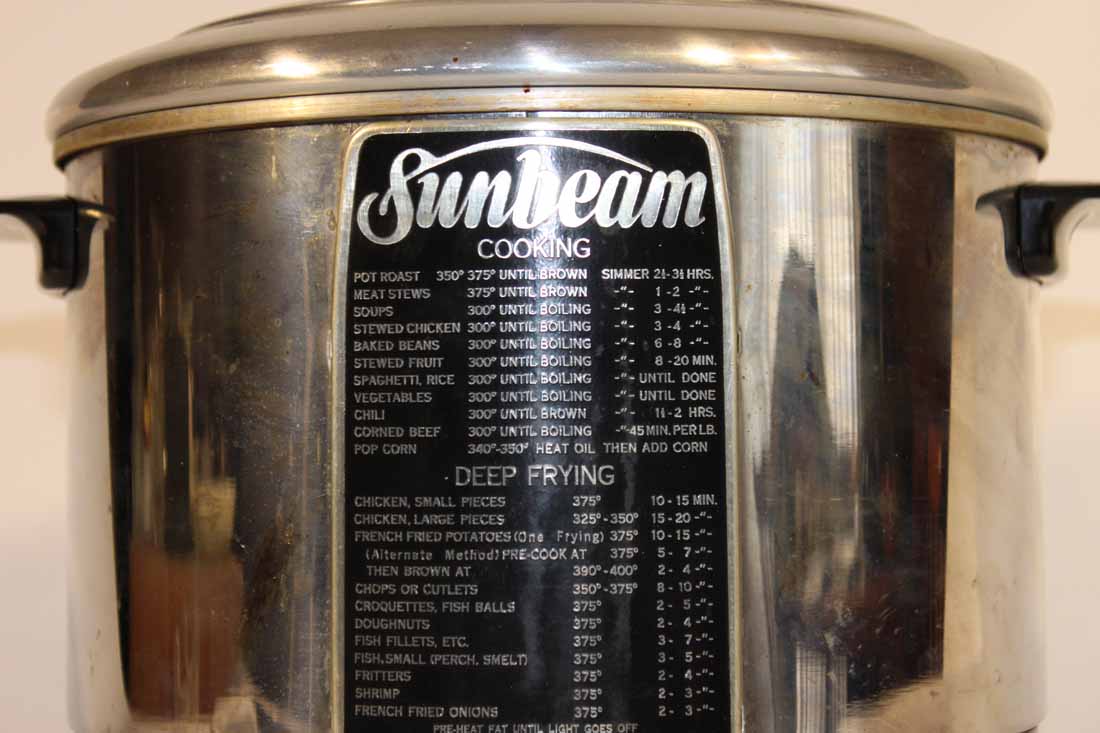 Sunbeam
COOKING
POT ROAST 350° 375° UNTIL BROWN SIMMER 2½-3½ HRS.
MEAT STEWS 375° UNTIL BROWN -"- 1-2 -"-
SOUPS 300° UNTIL BOILING -"- 3-4½ -"-
STEWED CHICKEN 300° UNTIL BOILING -"- 3-4 -"-
BAKED BEANS 300° UNTIL BOILING -"- 6-8 -"-
STEWED FRUIT 300° UNTIL BOILING -"- 8-20 MIN.
SPAGHETTI, RICE 300° UNTIL BOILING -"- UNTIL DONE
VEGETABLES 300° UNTIL BOILING -"- UNTIL DONE
CHILI 300° UNTIL BROWN -"- 1½-2 HRS.
CORNED BEEF 300° UNTIL BOILING -"-45 MIN. PER LB.
POP CORN 340°-350° HEAT OIL THEN ADD CORN
DEEP FRYING
CHICKEN, SMALL PIECES 375° 10-15 MIN.
CHICKEN, LARGE PIECES 325°-350° 15-20 -"-
FRENCH FRIED POTATOES (One Frying) 375° 10-15 -"-
(Alternate Method) PRE-COOK AT 375° 5-7 -"-
THEN BROWN AT 390°-400° 2-4 -"-
CHOPS OR CUTLETS 350°-375° 8-10 -"-
CROQUETTES, FISH BALLS 375° 2-5 -"-
DOUGHNUTS 375° 2-4 -"-
FISH FILLETS, ETC. 375° 3-7 -"-
FISH, SMALL (PERCH, SMELT) 375° 3-5 -"-
FRITTERS 375° 2-4 -"-
SHRIMP 375° 2-3 -"-
FRENCH FRIED ONIONS 375° 2-3 -"-
PRE-HEAT FAT UNTIL LIGHT GOES OFF